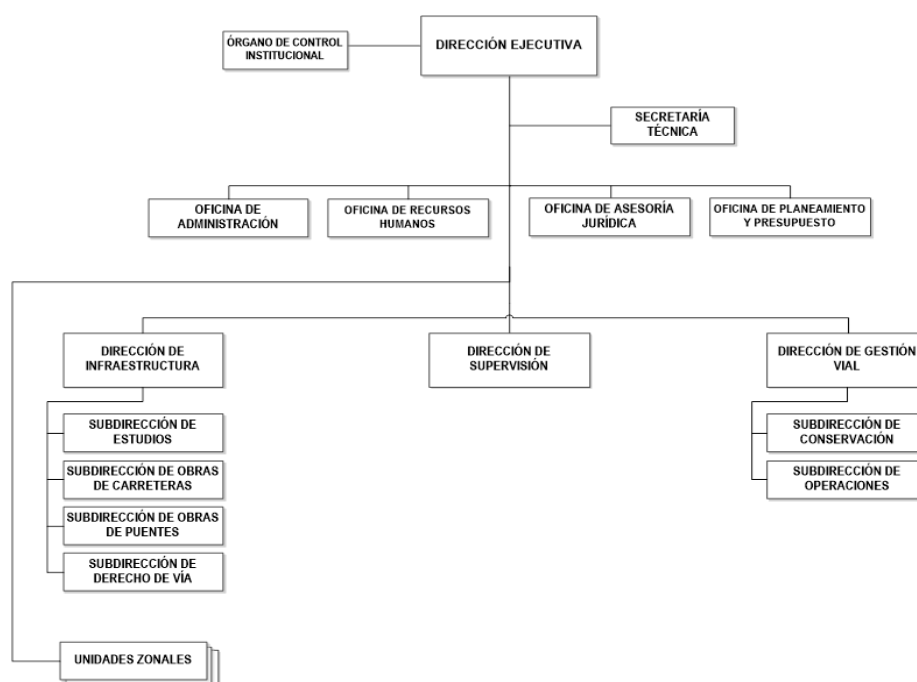 ÓRGANO DE CONTROL
INSTITUCIONAL
DIRECCIÓN EJECUTIVA
SECRETARÍA
TÉCNICA
OFICINA DE
ADMINISTRACIÓN
OFICINA DE RECURSOS
HUMANOS
OFICINA DE ASESORÍA
JURÍDICA
OFICINA DE PLANEAMIENTO
Y PRESUPUESTO
DIRECCIÓN DE
INFRAESTRUCTURA
DIRECCIÓN DE
SUPERVISIÓN
DIRECCIÓN DE GESTIÓN
VIAL
SUBDIRECCIÓN DE
ESTUDIOS
SUBDIRECCIÓN DE OBRAS
DE CARRETERAS
SUBDIRECCIÓN DE OBRAS
DE PUENTES
SUBDIRECCIÓN DE
DERECHO DE VÍA
SUBDIRECCIÓN DE
CONSERVACIÓN
SUBDIRECCIÓN DE
OPERACIONES
UNIDADES ZONALES